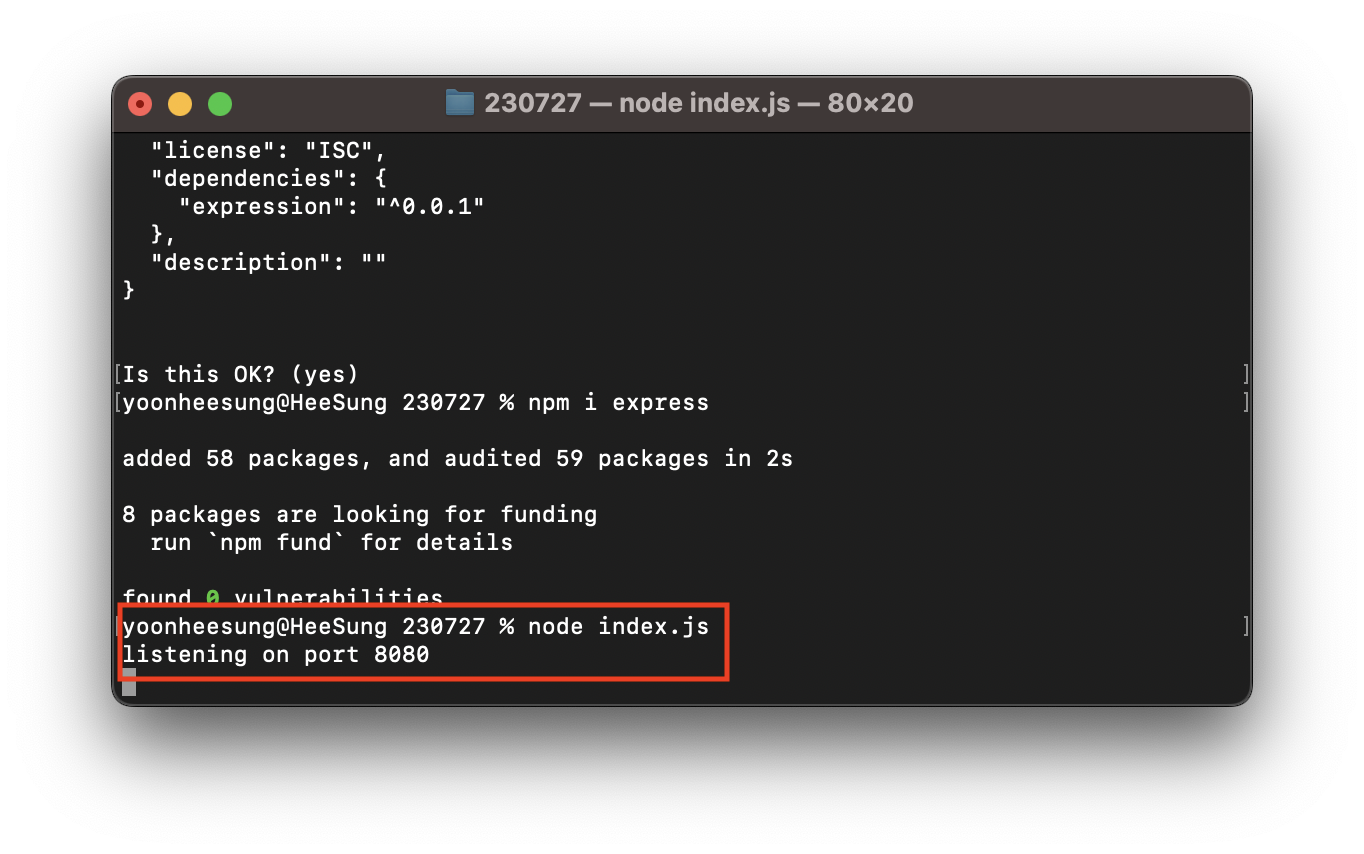 230727 — node index.js — 80×20
"license": "ISC",
"dependencies": {
"expression": "^0.0.1"
},
"description": ""
}
[Is this OK? (yes) ]
[yoonheesung@HeeSung 230727 % npm i express ]
added 58 packages, and audited 59 packages in 2s
8 packages are looking for funding
run `npm fund` for details
found 0 vulnerabilities
[yoonheesung@HeeSung 230727 % node index.js ]
listening on port 8080